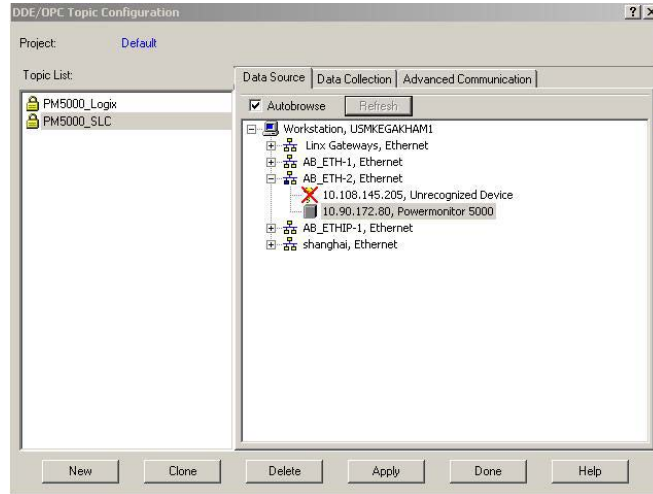 DDE/OPC Topic Configuration
Project: Default
Topic List:
PM5000_Logix
PM5000_SLC
Data Source Data Collection Advanced Communication
Autobrowse Refresh
Workstation, USMKEGAKHAM1
Linx Gateways, Ethernet
AB_ETH-1, Ethernet
AB_ETH-2, Ethernet
10.108.145.205, Unrecognized Device
10.90.172.80, Powermonitor 5000
AB_ETHIP-1, Ethernet
shanghai, Ethernet
New Clone Delete Apply Done Help